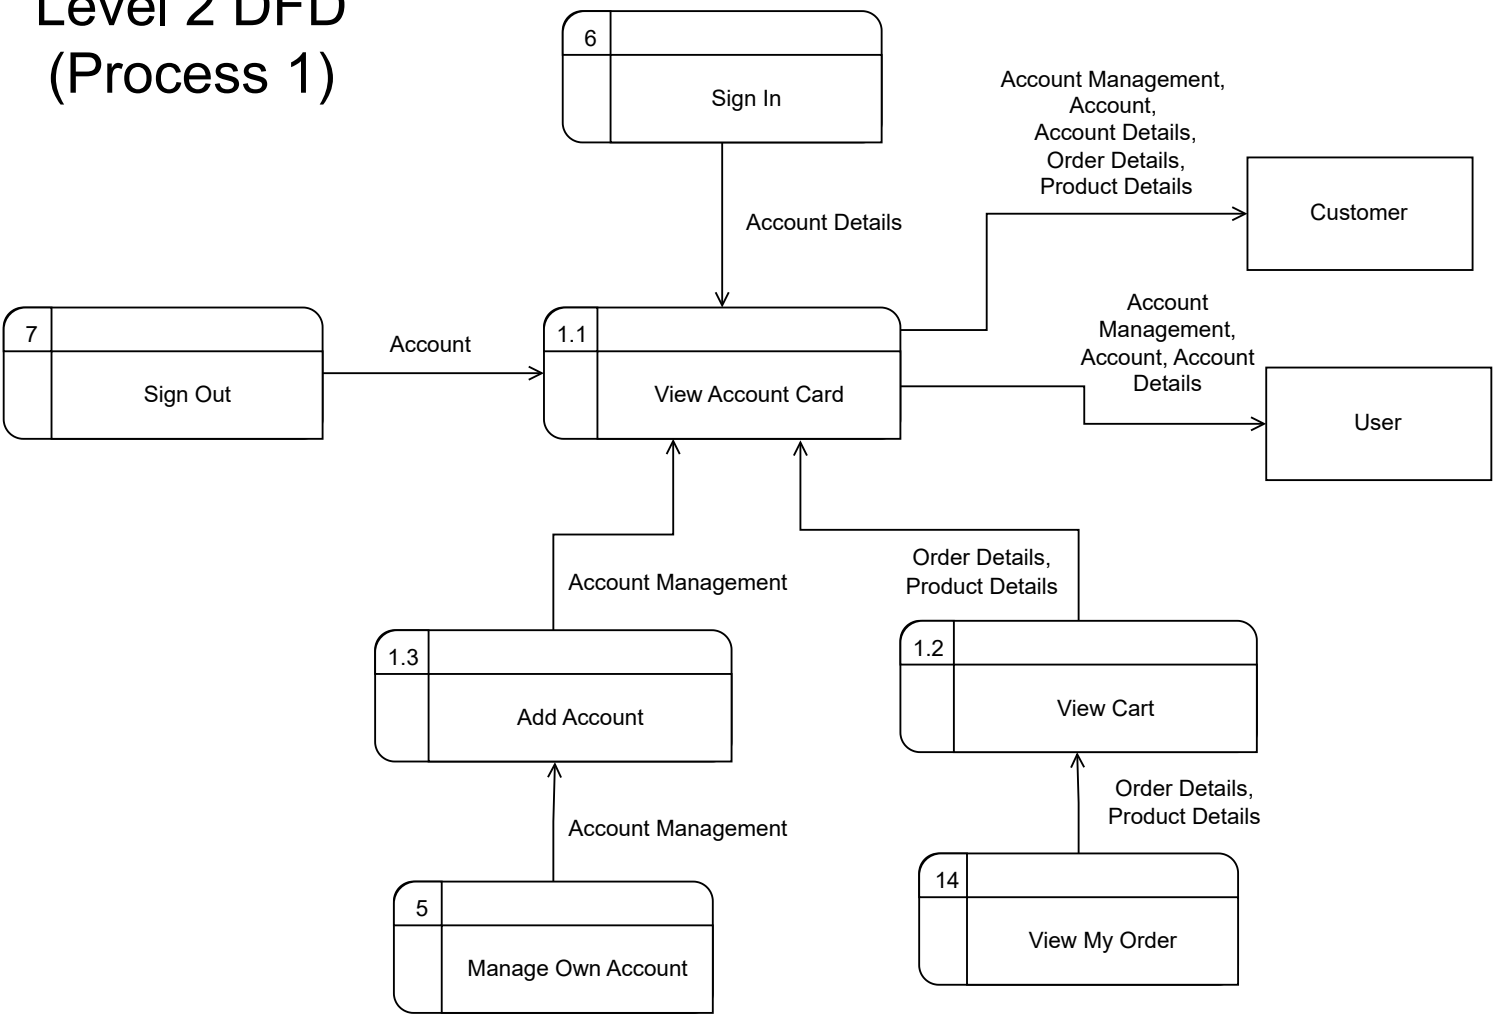 Level 2 DFD
(Process 1)
6
Sign In
Account Details
Account Management,
Account,
Account Details,
Order Details,
Product Details
Customer
7
Sign Out
Account
1.1
View Account Card
Account
Management,
Account, Account
Details
User
Account Management
Order Details,
Product Details
1.3
Add Account
1.2
View Cart
Account Management
Order Details,
Product Details
5
Manage Own Account
14
View My Order